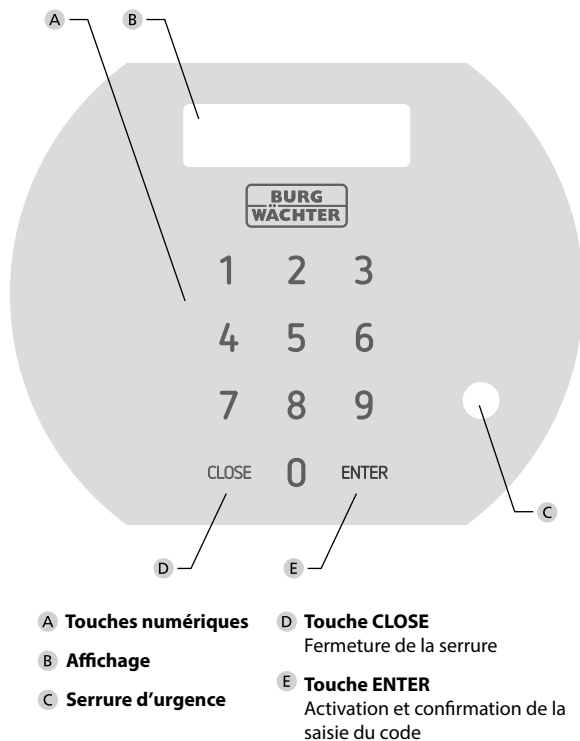 A B
BURG
WÄCHTER
1 2 3
4 5 6
7 8 9
CLOSE 0 ENTER
C
D E
A Touches numériques
B Affichage
C Serrure d’urgence
D Touche CLOSE
Fermeture de la serrure
E Touche ENTER
Activation et confirmation de la
saisie du code